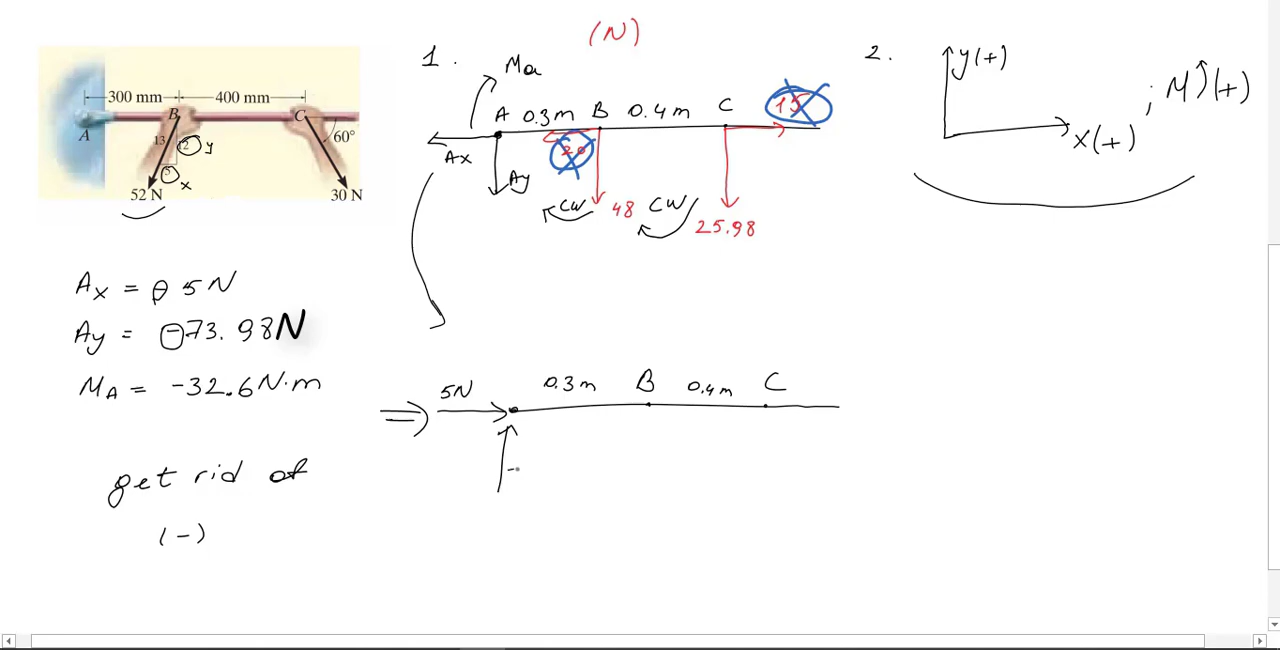 (N)
1.
Ma
A 0.3m B 0.4m C 15
Ax
Ay
20
CW
48
CW
25.98
2.
y(+)
x(+)
; M (+)
300 mm
400 mm
A
B
C
13
12
5
y
x
60°
52 N
30 N
Ax = - 5N
Ay = -73.98N
MA = -32.6N·m
get rid of
(-)
⇒
5N 0.3m B 0.4m C